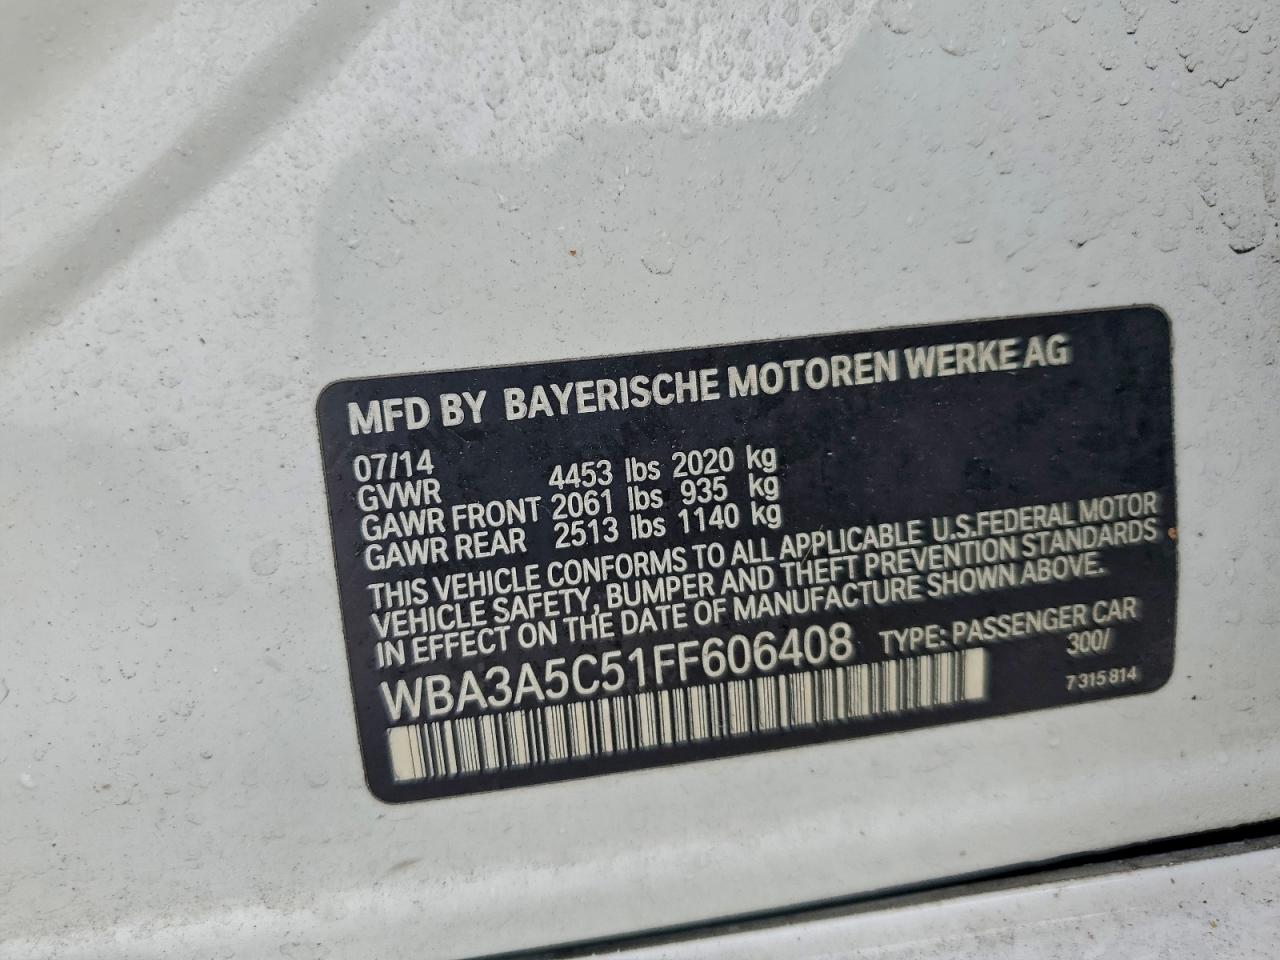 MFD BY BAYERISCHE MOTOREN WERKE AG
07/14
GVWR 4453 lbs 2020 kg
GAWR FRONT 2061 lbs 935 kg
GAWR REAR 2513 lbs 1140 kg
THIS VEHICLE CONFORMS TO ALL APPLICABLE U.S.FEDERAL MOTOR
VEHICLE SAFETY, BUMPER AND THEFT PREVENTION STANDARDS
IN EFFECT ON THE DATE OF MANUFACTURE SHOWN ABOVE.
WBA3A5C51FF606408 TYPE: PASSENGER CAR
300/
7 315 814